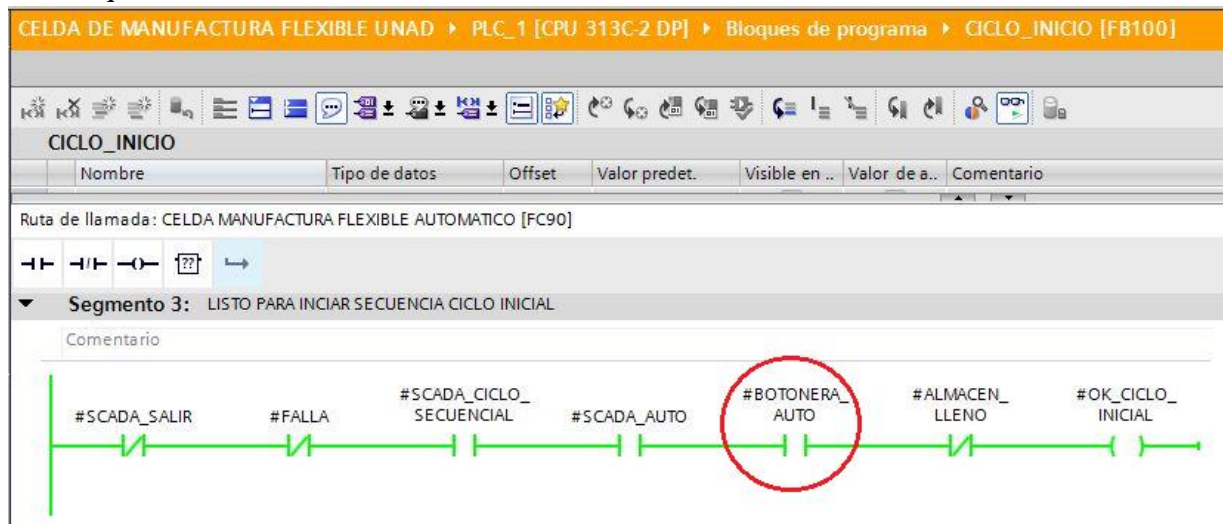 CELDA DE MANUFACTURA FLEXIBLE UNAD ▸ PLC_1 [CPU 313C-2 DP] ▸ Bloques de programa ▸ CICLO_INICIO [FB100]
CICLO_INICIO
Nombre Tipo de datos Offset Valor predet. Visible en .. Valor de a.. Comentario
Ruta de llamada: CELDA MANUFACTURA FLEXIBLE AUTOMATICO [FC90]
??
Segmento 3: LISTO PARA INCIAR SECUENCIA CICLO INICIAL
Comentario
#SCADA_SALIR
#FALLA
#SCADA_CICLO_
SECUENCIAL
#SCADA_AUTO
#BOTONERA_
AUTO
#ALMACEN_
LLENO
#OK_CICLO_
INICIAL